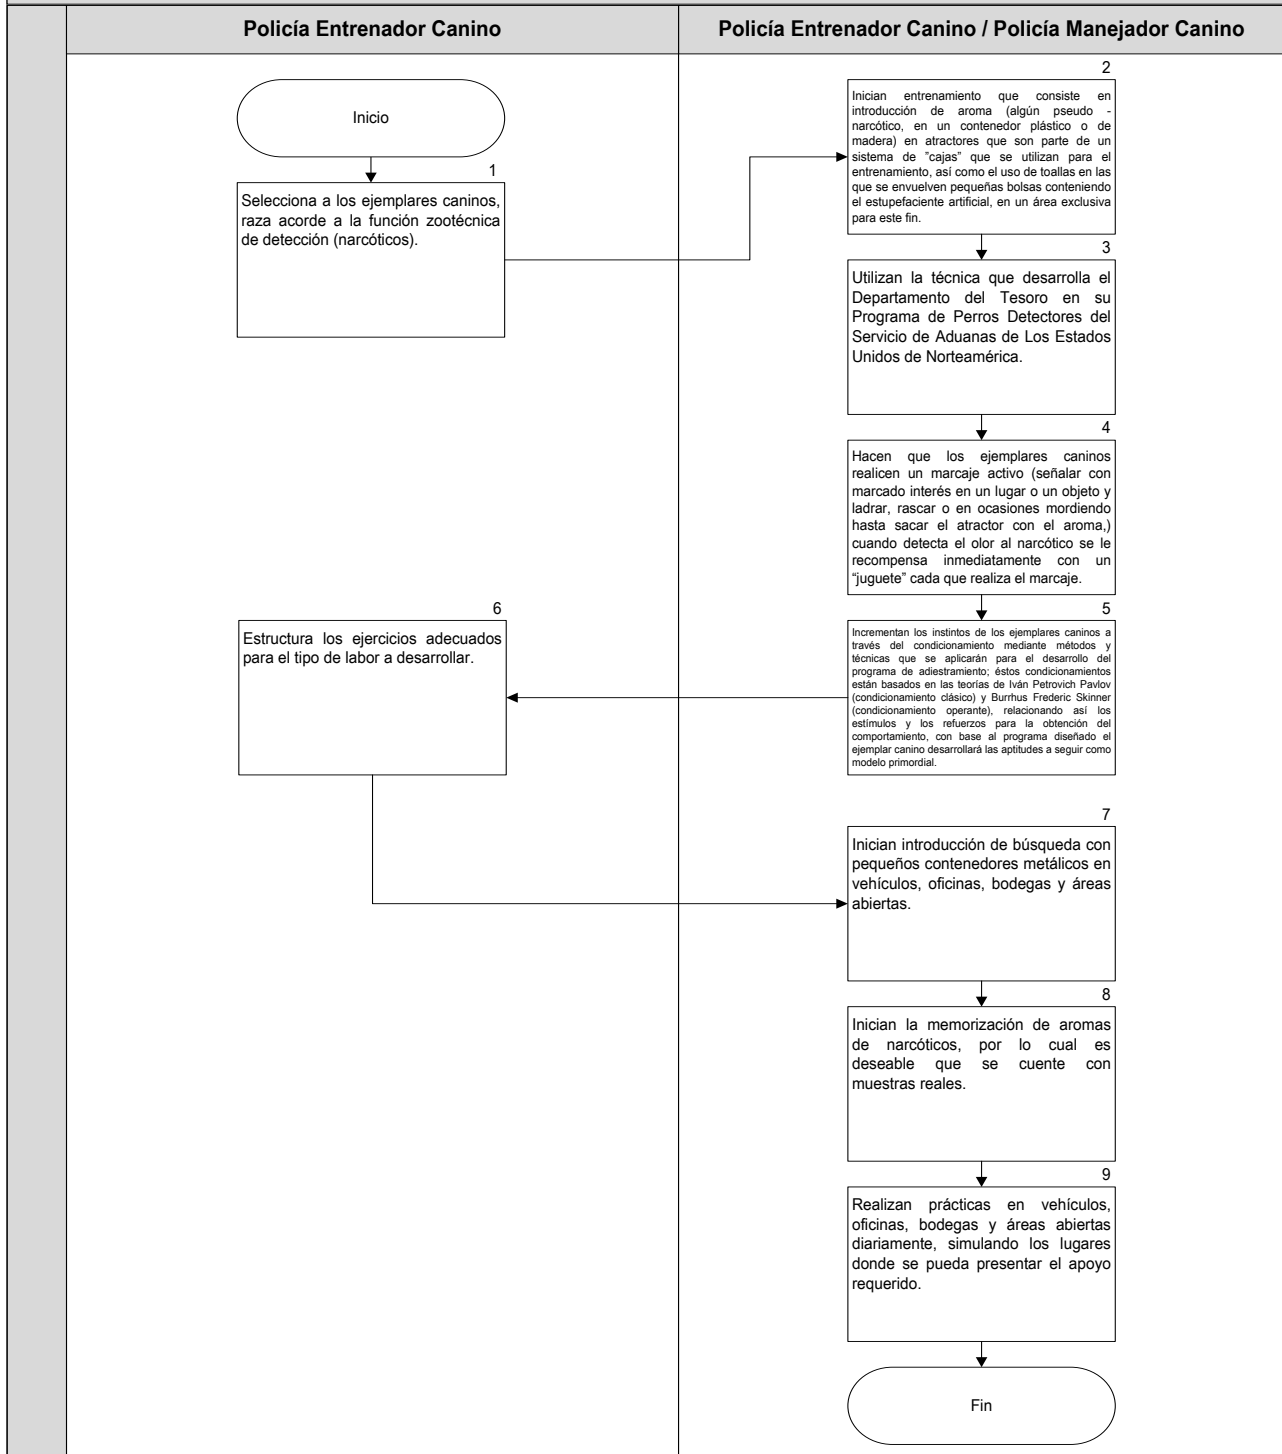 Policía Entrenador Canino
Policía Entrenador Canino / Policía Manejador Canino
Inicio
1
Selecciona a los ejemplares caninos,
raza acorde a la función zootécnica
de detección (narcóticos).
2
Inician entrenamiento que consiste en
introducción de aroma (algún pseudo -
narcótico, en un contenedor plástico o de
madera) en atractores que son parte de un
sistema de "cajas" que se utilizan para el
entrenamiento, así como el uso de toallas en las
que se envuelven pequeñas bolsas conteniendo
el estupefaciente artificial, en un área exclusiva
para este fin.
3
Utilizan la técnica que desarrolla el
Departamento del Tesoro en su
Programa de Perros Detectores del
Servicio de Aduanas de Los Estados
Unidos de Norteamérica.
4
Hacen que los ejemplares caninos
realicen un marcaje activo (señalar con
marcado interés en un lugar o un objeto y
ladrar, rascar o en ocasiones mordiendo
hasta sacar el atractor con el aroma,)
cuando detecta el olor al narcótico se le
recompensa inmediatamente con un
“juguete” cada que realiza el marcaje.
5
Incrementan los instintos de los ejemplares caninos a
través del condicionamiento mediante métodos y
técnicas que se aplicarán para el desarrollo del
programa de adiestramiento; éstos condicionamientos
están basados en las teorías de Iván Petrovich Pavlov
(condicionamiento clásico) y Burrhus Frederic Skinner
(condicionamiento operante), relacionando así los
estímulos y los refuerzos para la obtención del
comportamiento, con base al programa diseñado el
ejemplar canino desarrollará las aptitudes a seguir como
modelo primordial.
6
Estructura los ejercicios adecuados
para el tipo de labor a desarrollar.
7
Inician introducción de búsqueda con
pequeños contenedores metálicos en
vehículos, oficinas, bodegas y áreas
abiertas.
8
Inician la memorización de aromas
de narcóticos, por lo cual es
deseable que se cuente con
muestras reales.
9
Realizan prácticas en vehículos,
oficinas, bodegas y áreas abiertas
diariamente, simulando los lugares
donde se pueda presentar el apoyo
requerido.
Fin